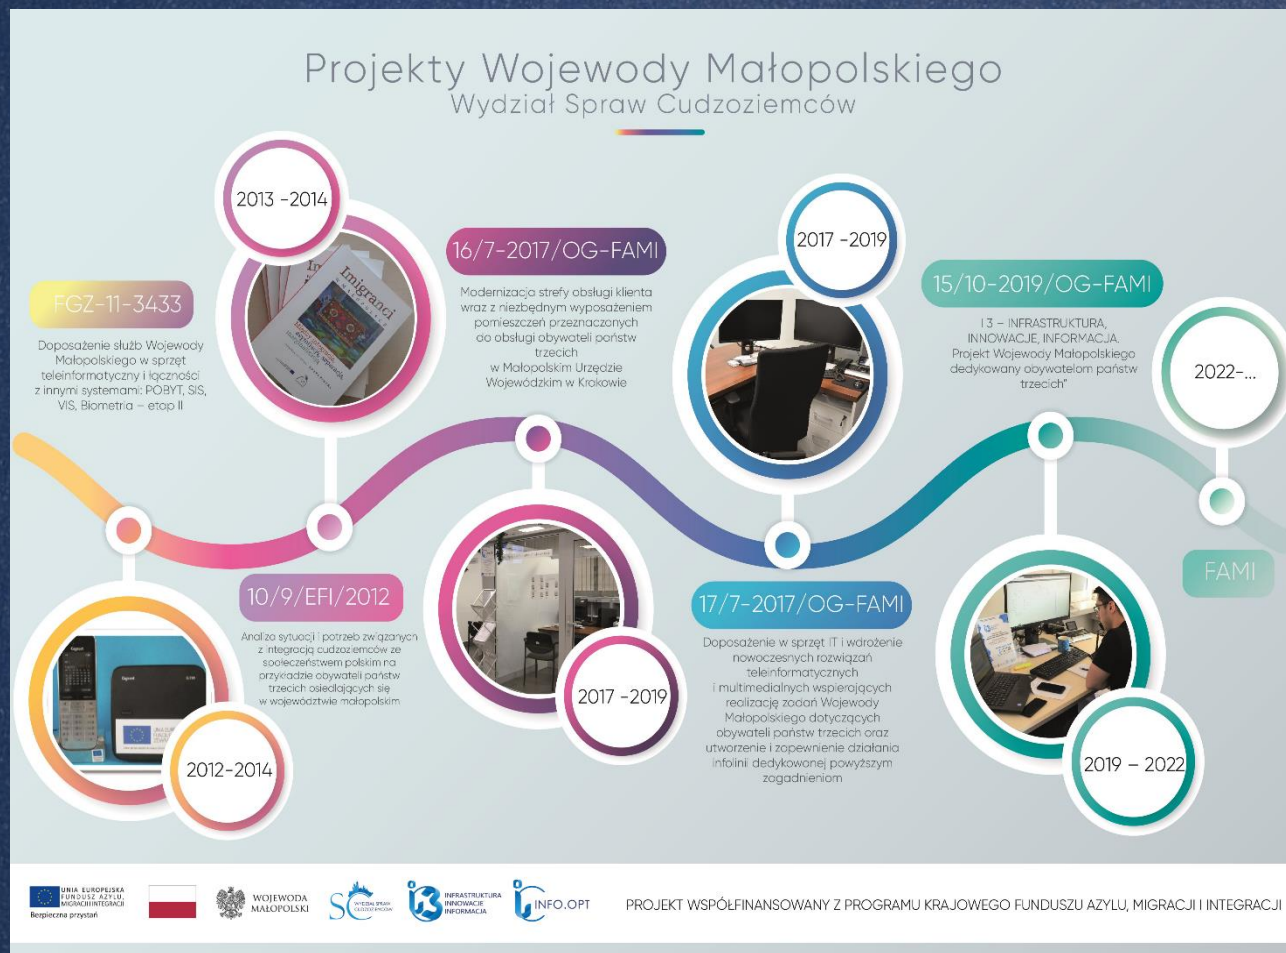 Projekty Wojewody Małopolskiego
Wydział Spraw Cudzoziemców
FGZ-11-3433
Doposażenie służb Wojewody
Małopolskiego w sprzęt
teleinformatyczny i łączności
z innymi systemami: POBYT, SIS,
VIS, Biometria – etap II
2012-2014
2013 -2014
Imigranci
10/9/EFI/2012
Analiza sytuacji i potrzeb związanych
z integracją cudzoziemców ze
społeczeństwem polskim na
przykładzie obywateli państw
trzecich osiedlających się
w województwie małopolskim
16/7-2017/OG-FAMI
Modernizacja strefy obsługi klienta
wraz z niezbędnym wyposażeniem
pomieszczeń przeznaczonych
do obsługi obywateli państw
trzecich
w Małopolskim Urzędzie
Wojewódzkim w Krakowie
2017 -2019
2017 -2019
17/7-2017/OG-FAMI
Doposażenie w sprzęt IT i wdrożenie
nowoczesnych rozwiązań
teleinformatycznych
i multimedialnych wspierających
realizację zadań Wojewody
Małopolskiego dotyczących
obywateli państw trzecich oraz
utworzenie i zapewnienie działania
infolinii dedykowanej powyższym
zagadnieniom
15/10-2019/OG-FAMI
I 3 – INFRASTRUKTURA,
INNOWACJE, INFORMACJA.
Projekt Wojewody Małopolskiego
dedykowany obywatelom państw
trzecich"
2019 – 2022
2022-...
FAMI
UNIA EUROPEJSKA
FUNDUSZ AZYLU,
MIGRACJI I INTEGRACJI
Bezpieczna przystań
WOJEWODA
MAŁOPOLSKI
SC
WYDZIAŁ SPRAW
CUDZOZIEMCÓW
i3
INFRASTRUKTURA
INNOWACJE
INFORMACJA
INFO.OPT
PROJEKT WSPÓŁFINANSOWANY Z PROGRAMU KRAJOWEGO FUNDUSZU AZYLU, MIGRACJI I INTEGRACJI